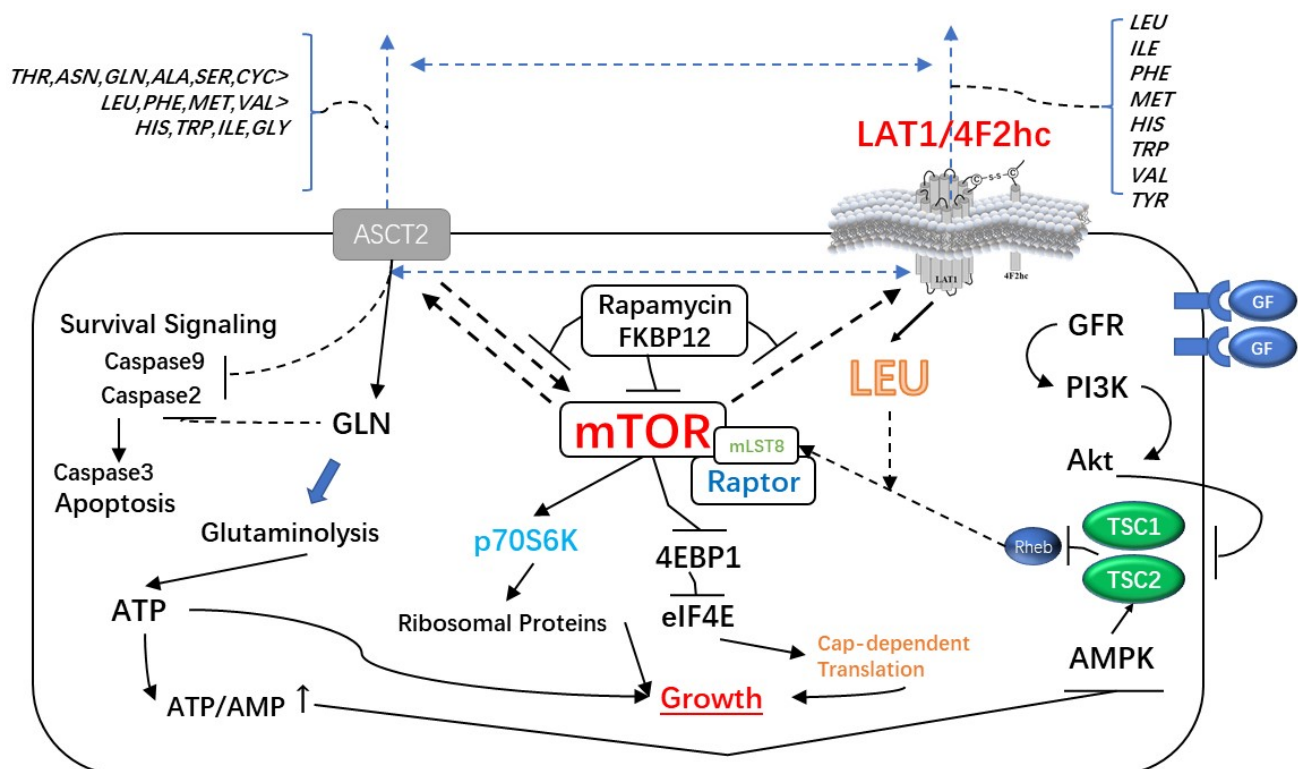 THR,ASN,GLN,ALA,SER,CYC>
LEU,PHE,MET,VAL>
HIS,TRP,ILE,GLY
LEU
ILE
PHE
MET
HIS
TRP
VAL
TYR
LAT1/4F2hc
C
-S-S-
C
ASCT2
LAT1
4F2hc
Rapamycin
FKBP12
GF
GF
Survival Signaling
Caspase9
Caspase2
Caspase3
Apoptosis
GLN
Glutaminolysis
ATP
ATP/AMP ↑
mTOR
mLST8
Raptor
LEU
GFR
PI3K
Akt
TSC1
TSC2
Rheb
AMPK
p70S6K
Ribosomal Proteins
4EBP1
eIF4E
Cap-dependent
Translation
Growth